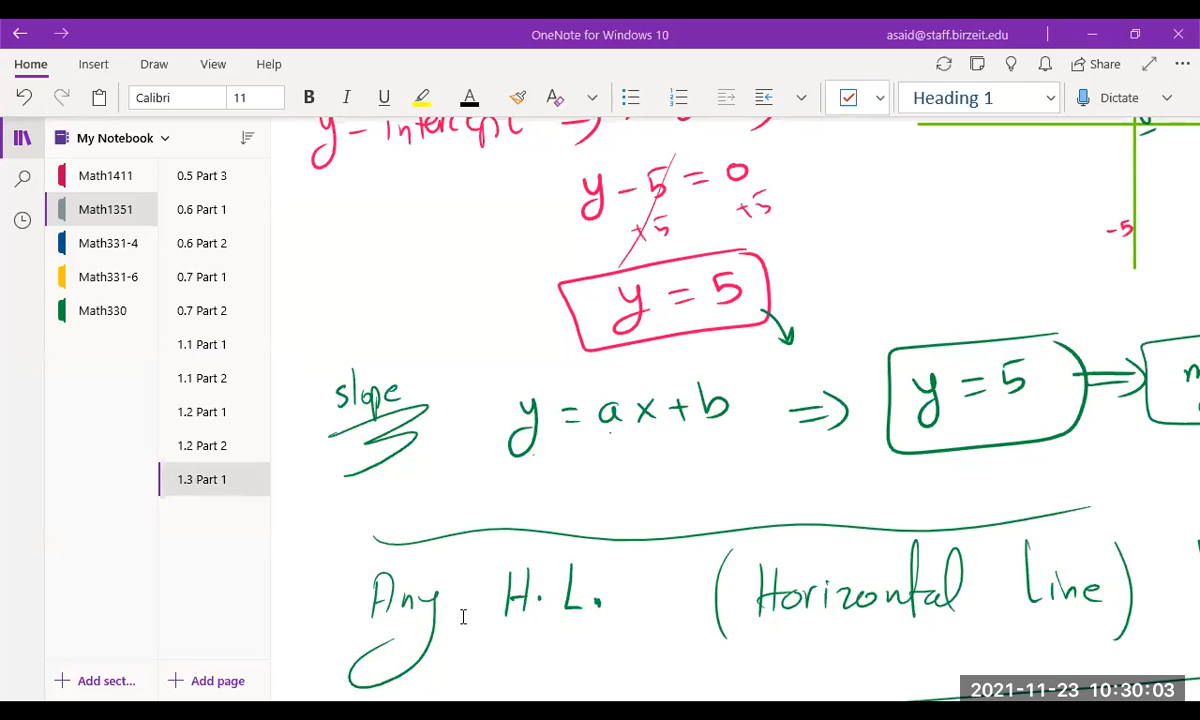 OneNote for Windows 10
asaid@staff.birzeit.edu
Home Insert Draw View Help
Share
Calibri 11 B I U A Heading 1 Dictate
My Notebook
Math1411
Math1351
Math331-4
Math331-6
Math330
0.5 Part 3
0.6 Part 1
0.6 Part 2
0.7 Part 1
0.7 Part 2
1.1 Part 1
1.1 Part 2
1.2 Part 1
1.2 Part 2
1.3 Part 1
Add sect...
Add page
y-intercept ⇒
y - 5 = 0
+5 +5
y = 5
-5
slope y = ax + b ⇒ y = 5 ⇒
Any H.L. (Horizontal Line)
2021-11-23 10:30:03